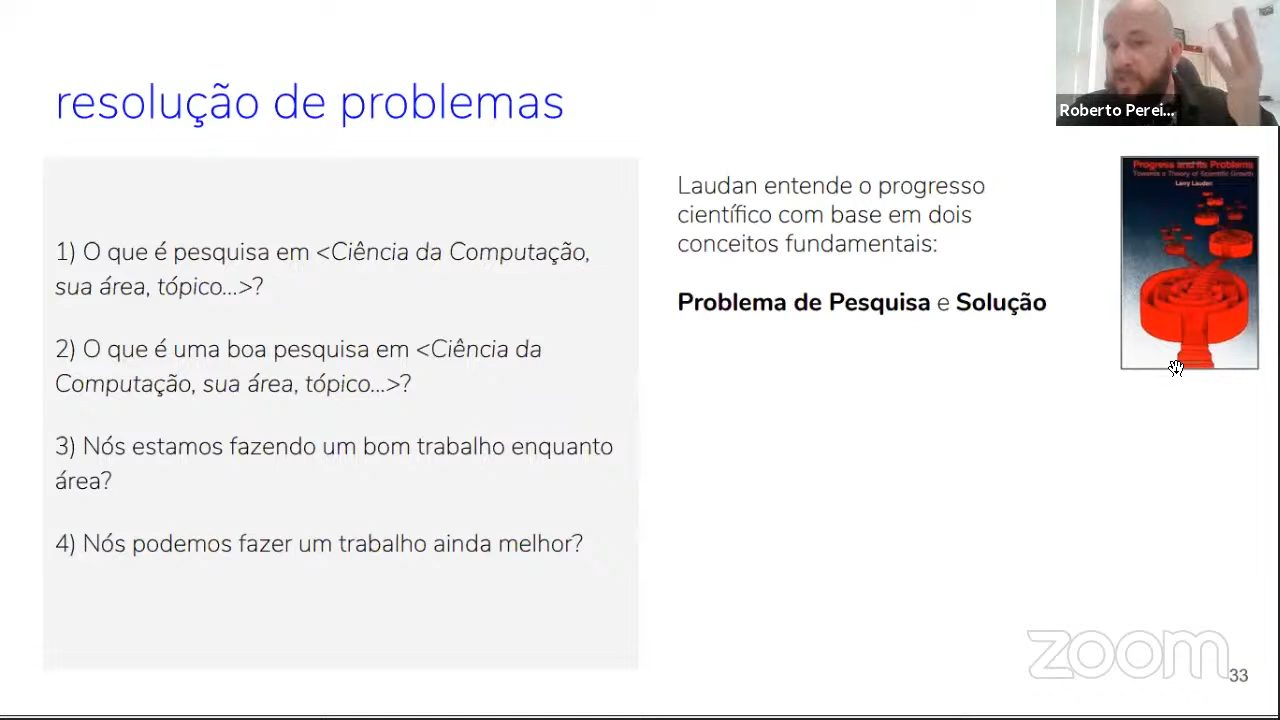 resolução de problemas
Roberto Perei...
1) O que é pesquisa em <Ciência da Computação,
sua área, tópico...>?
2) O que é uma boa pesquisa em <Ciência da
Computação, sua área, tópico...>?
3) Nós estamos fazendo um bom trabalho enquanto
área?
4) Nós podemos fazer um trabalho ainda melhor?
Laudan entende o progresso
científico com base em dois
conceitos fundamentais:
Problema de Pesquisa e Solução
Progress and Its Problems
Towards a Theory of Scientific Growth
Larry Laudan
zoom
33